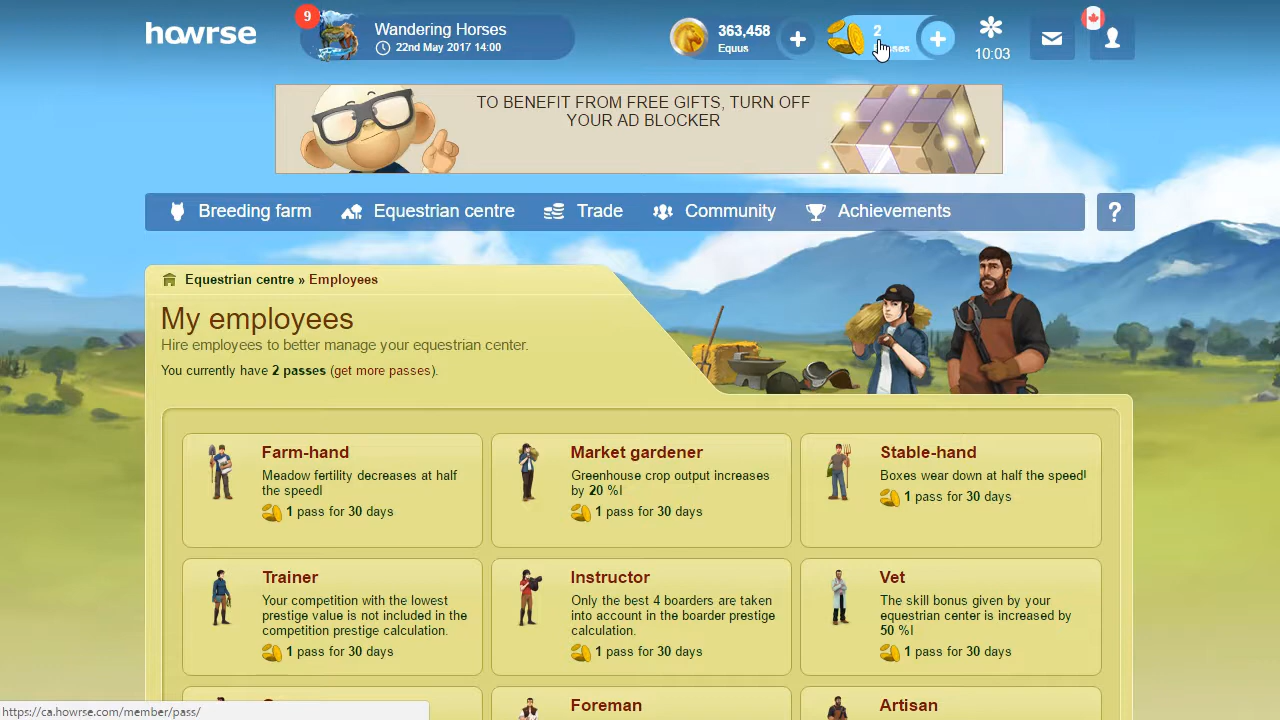 howrse
9
Wandering Horses
22nd May 2017 14:00
363,458
Equus
2
10:03
TO BENEFIT FROM FREE GIFTS, TURN OFF
YOUR AD BLOCKER
Breeding farm
Equestrian centre
Trade
Community
Achievements
?
Equestrian centre » Employees
My employees
Hire employees to better manage your equestrian center.
You currently have 2 passes (get more passes).
Farm-hand
Meadow fertility decreases at half
the speed!
1 pass for 30 days
Market gardener
Greenhouse crop output increases
by 20 %!
1 pass for 30 days
Stable-hand
Boxes wear down at half the speed!
1 pass for 30 days
Trainer
Your competition with the lowest
prestige value is not included in the
competition prestige calculation.
1 pass for 30 days
Instructor
Only the best 4 boarders are taken
into account in the boarder prestige
calculation.
1 pass for 30 days
Vet
The skill bonus given by your
equestrian center is increased by
50 %!
1 pass for 30 days
Foreman
Artisan
https://ca.howrse.com/member/pass/